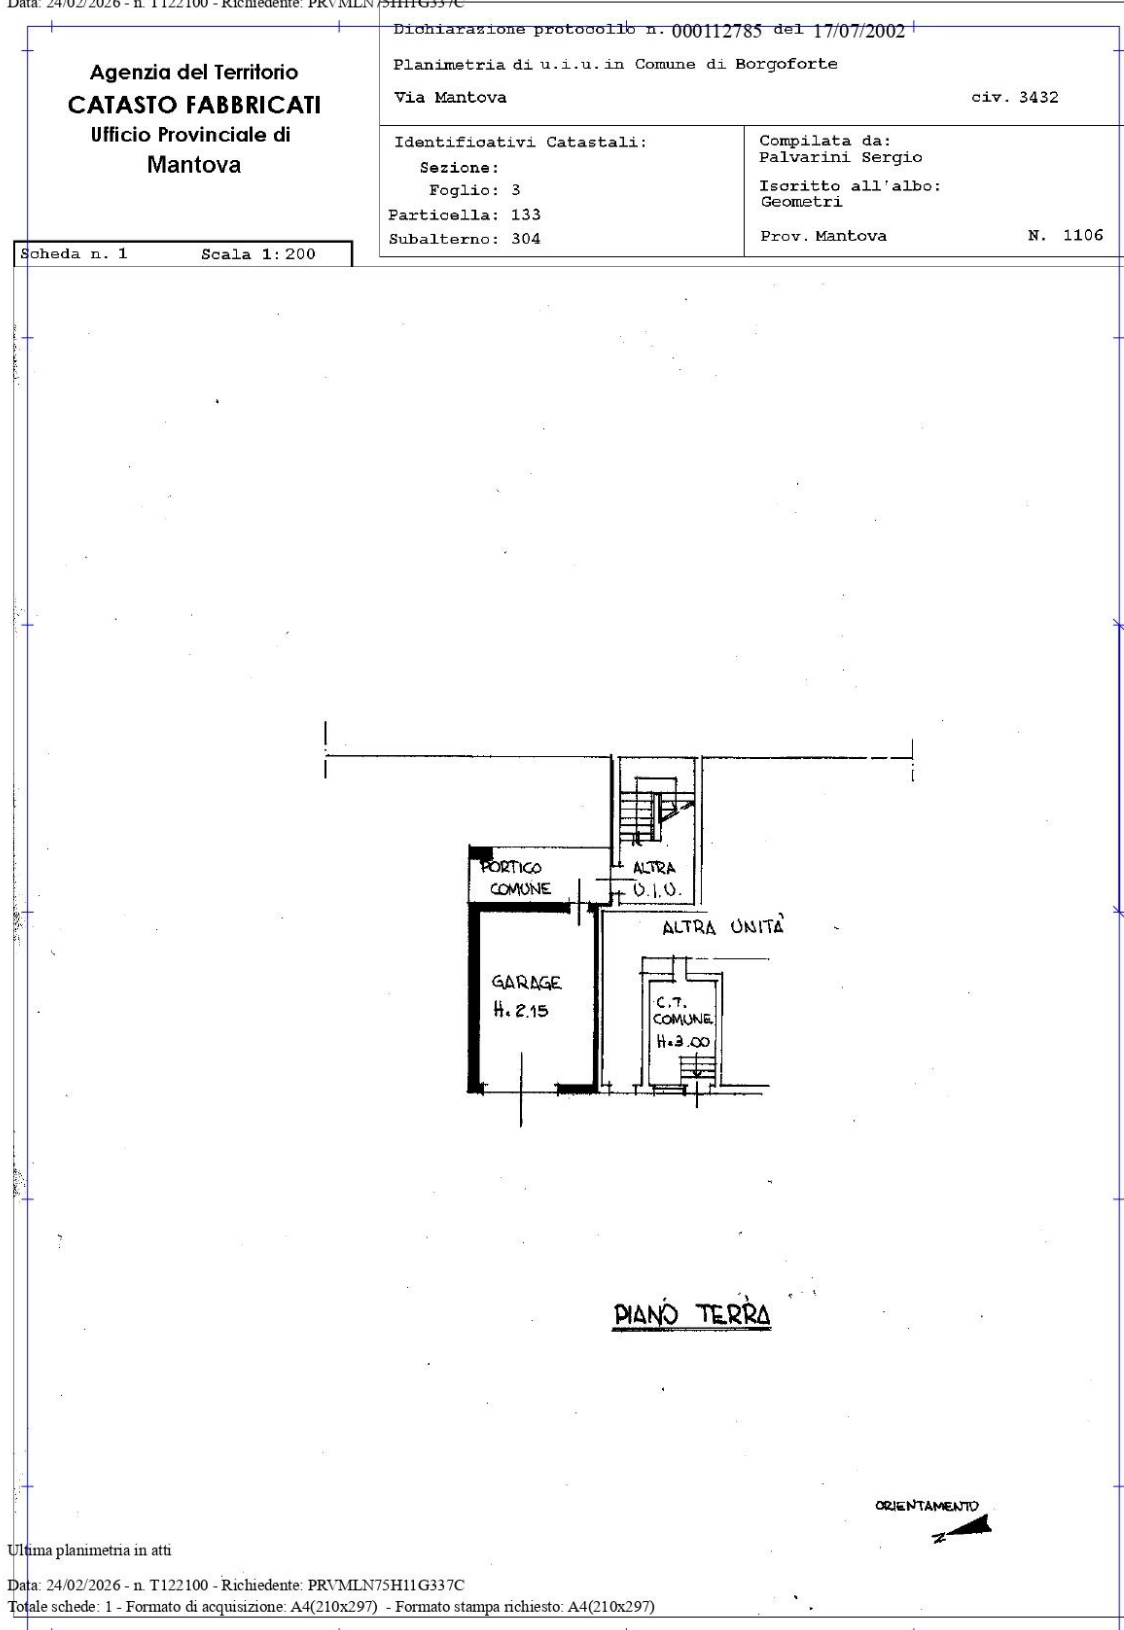 Data: 24/02/2026 - n. T122100 - Richiedente: PRVMLN75H11G337C
Agenzia del Territorio
CATASTO FABBRICATI
Ufficio Provinciale di
Mantova
Dichiarazione protocollo n. 000112785 del 17/07/2002
Planimetria di u.i.u. in Comune di Borgoforte
Via Mantova civ. 3432
Identificativi Catastali:
Sezione:
Foglio: 3
Particella: 133
Subalterno: 304
Compilata da:
Palvarini Sergio
Iscritto all'albo:
Geometri
Prov. Mantova N. 1106
Scheda n. 1 Scala 1:200
PORTICO
COMUNE
ALTRA
U.I.U.
ALTRA UNITA'
GARAGE
H. 2.15
C.T.
COMUNE
H=3.00
PIANO TERRA
ORIENTAMENTO
N
Ultima planimetria in atti
Data: 24/02/2026 - n. T122100 - Richiedente: PRVMLN75H11G337C
Totale schede: 1 - Formato di acquisizione: A4(210x297) - Formato stampa richiesto: A4(210x297)